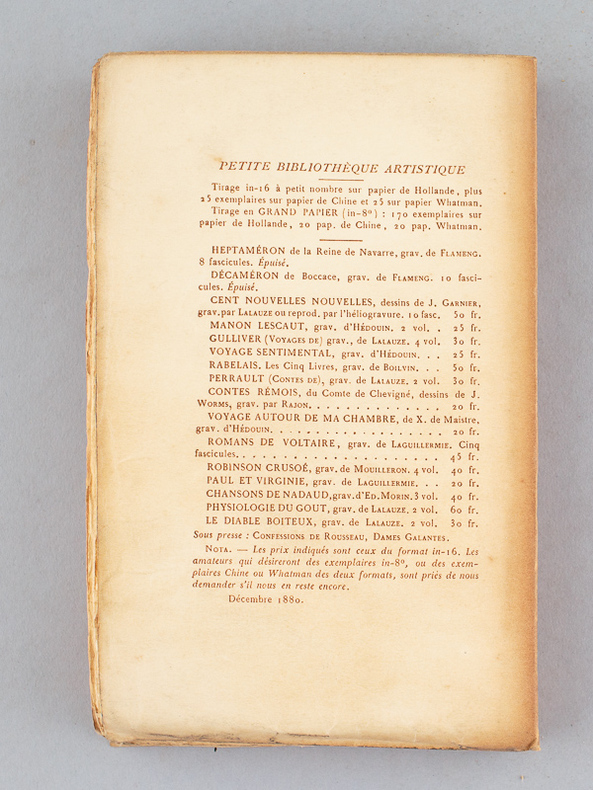 PETITE BIBLIOTHÈQUE ARTISTIQUE
Tirage in-16 à petit nombre sur papier de Hollande, plus
25 exemplaires sur papier de Chine et 25 sur papier Whatman.
Tirage en GRAND PAPIER (in-8º) : 170 exemplaires sur
papier de Hollande, 20 pap. de Chine, 20 pap. Whatman.
HEPTAMÉRON de la Reine de Navarre, grav. de FLAMENG.
8 fascicules. Épuisé.
DÉCAMÉRON de Boccace, grav. de FLAMENG. 10 fasci-
cules. Épuisé.
CENT NOUVELLES NOUVELLES, dessins de J. GARNIER,
grav. par LALAUZE ou reprod. par l'héliogravure. 10 fasc. 50 fr.
MANON LESCAUT, grav. d'HÉDOUIN. 2 vol. . 25 fr.
GULLIVER (VOYAGES DE) grav., de LALAUZE. 4 vol. 30 fr.
VOYAGE SENTIMENTAL, grav. d'HÉDOUIN. . . 25 fr.
RABELAIS. Les Cinq Livres, grav. de BOILVIN. . . 50 fr.
PERRAULT (CONTES DE), grav. de LALAUZE. 2 vol. 30 fr.
CONTES RÉMOIS, du Comte de Chevigné, dessins de J.
WORMS, grav. par RAJON. . . . . . . . . . . . . 20 fr.
VOYAGE AUTOUR DE MA CHAMBRE, de X. de Maistre,
grav. d'HÉDOUIN. . . . . . . . . . . . . . . . 20 fr.
ROMANS DE VOLTAIRE, grav. de LAGUILLERMIE. Cinq
fascicules. . . . . . . . . . . . . . . . . . . 45 fr.
ROBINSON CRUSOÉ, grav. de MOUILLERON. 4 vol. 40 fr.
PAUL ET VIRGINIE, grav. de LAGUILLERMIE. . . 20 fr.
CHANSONS DE NADAUD, grav. d'ED. MORIN. 3 vol. 40 fr.
PHYSIOLOGIE DU GOUT, grav. de LALAUZE. 2 vol. 60 fr.
LE DIABLE BOITEUX, grav. de LALAUZE. 2 vol. 30 fr.
Sous presse : CONFESSIONS DE ROUSSEAU, DAMES GALANTES.
NOTA. — Les prix indiqués sont ceux du format in-16. Les
amateurs qui désireront des exemplaires in-8º, ou des exem-
plaires Chine ou Whatman des deux formats, sont priés de nous
demander s'il nous en reste encore.
Décembre 1880.